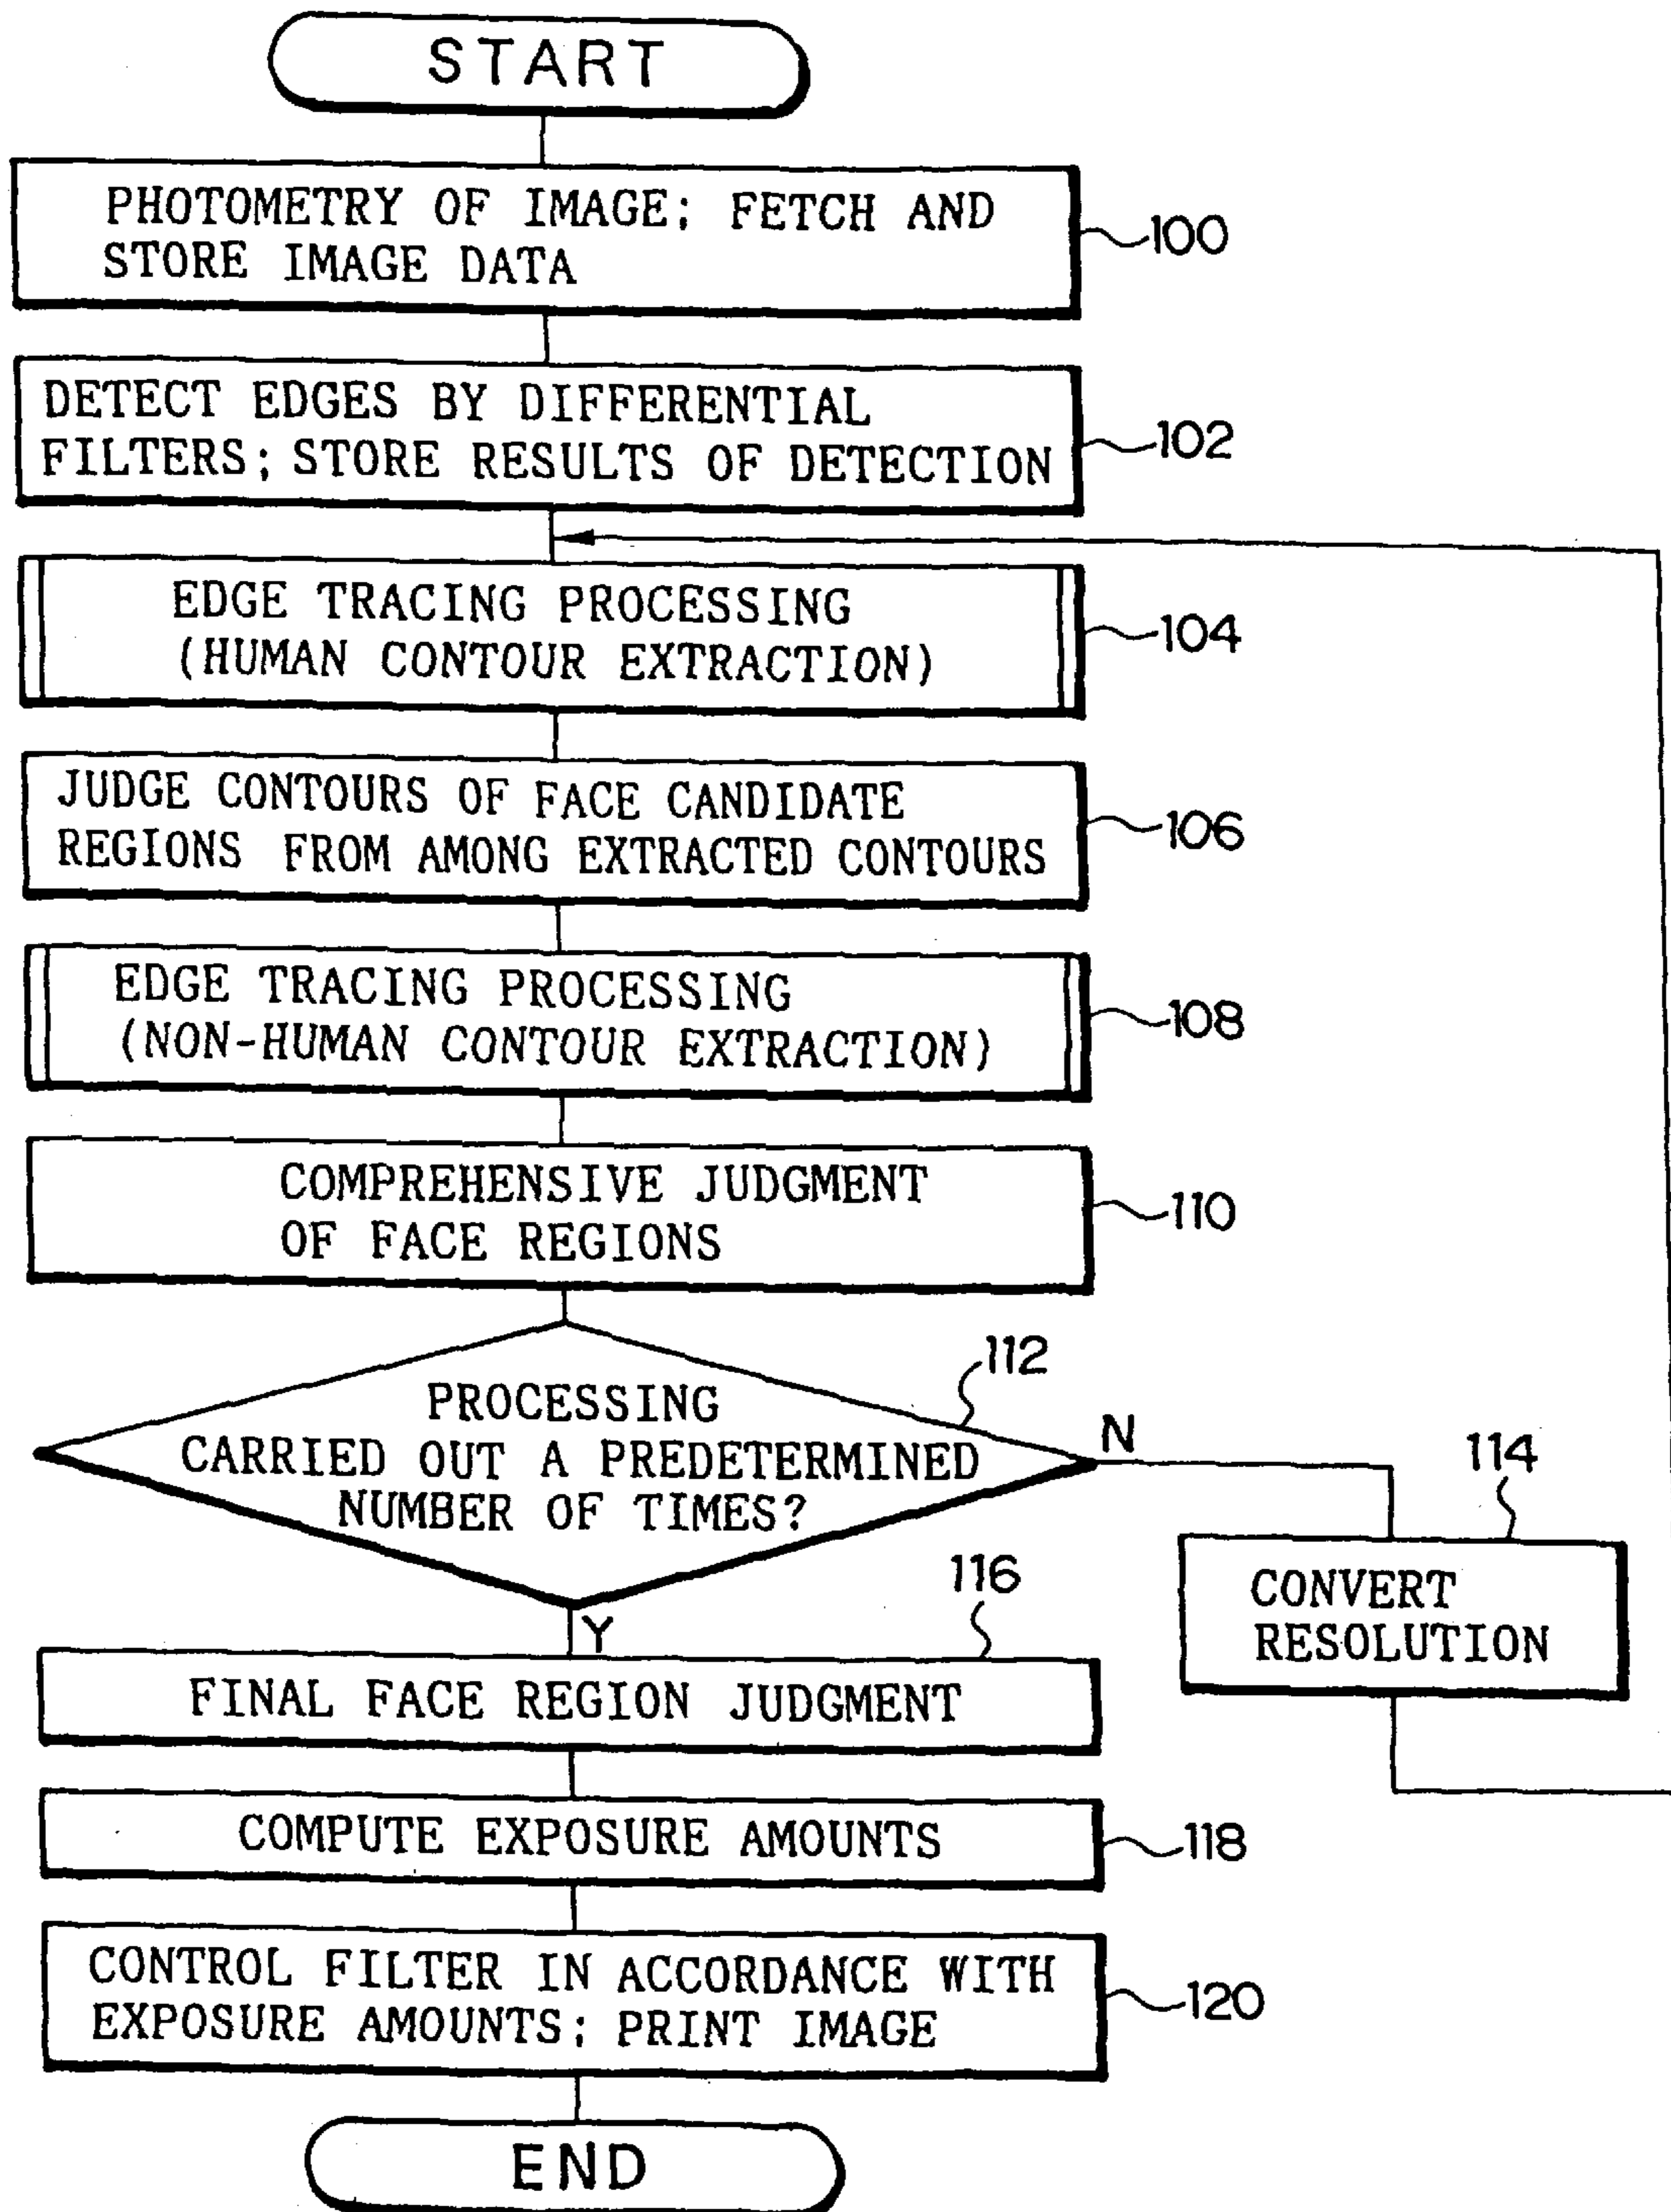 START
PHOTOMETRY OF IMAGE; FETCH AND
STORE IMAGE DATA
100
DETECT EDGES BY DIFFERENTIAL
FILTERS; STORE RESULTS OF DETECTION
102
EDGE TRACING PROCESSING
(HUMAN CONTOUR EXTRACTION)
104
JUDGE CONTOURS OF FACE CANDIDATE
REGIONS FROM AMONG EXTRACTED CONTOURS
106
EDGE TRACING PROCESSING
(NON-HUMAN CONTOUR EXTRACTION)
108
COMPREHENSIVE JUDGMENT
OF FACE REGIONS
110
112
PROCESSING
CARRIED OUT A PREDETERMINED
NUMBER OF TIMES?
N
114
CONVERT
RESOLUTION
Y
116
FINAL FACE REGION JUDGMENT
COMPUTE EXPOSURE AMOUNTS
118
CONTROL FILTER IN ACCORDANCE WITH
EXPOSURE AMOUNTS; PRINT IMAGE
120
END